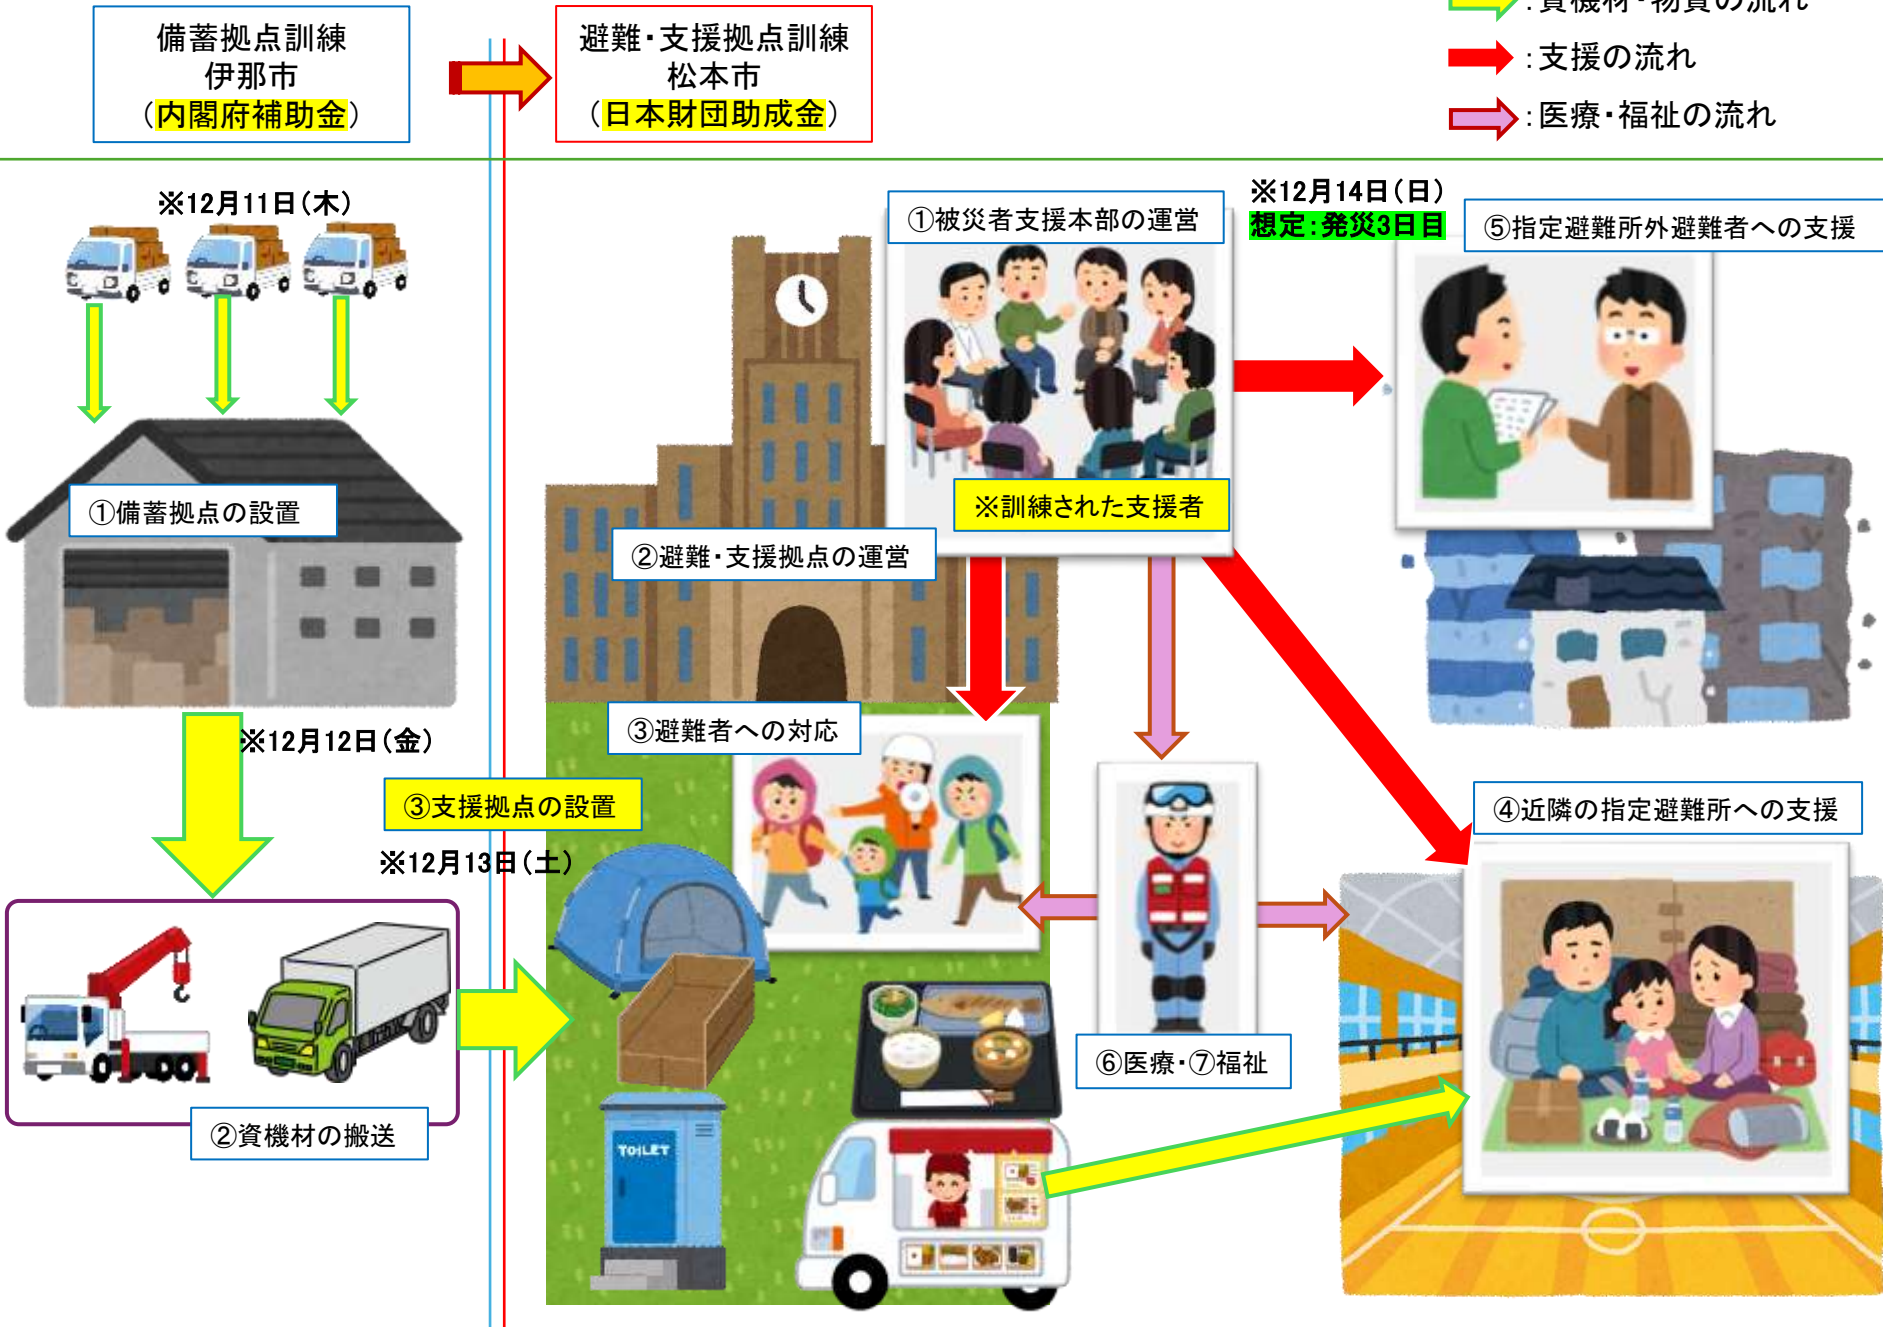 備蓄拠点訓練
伊那市
（内閣府補助金）
避難・支援拠点訓練
松本市
（日本財団助成金）
：資機材・物資の流れ
：支援の流れ
：医療・福祉の流れ
※12月11日（木）
①備蓄拠点の設置
※12月12日（金）
②資機材の搬送
③支援拠点の設置
※12月13日（土）
①被災者支援本部の運営
※訓練された支援者
②避難・支援拠点の運営
③避難者への対応
TOILET
※12月14日（日）
想定：発災3日目
⑤指定避難所外避難者への支援
④近隣の指定避難所への支援
⑥医療・⑦福祉